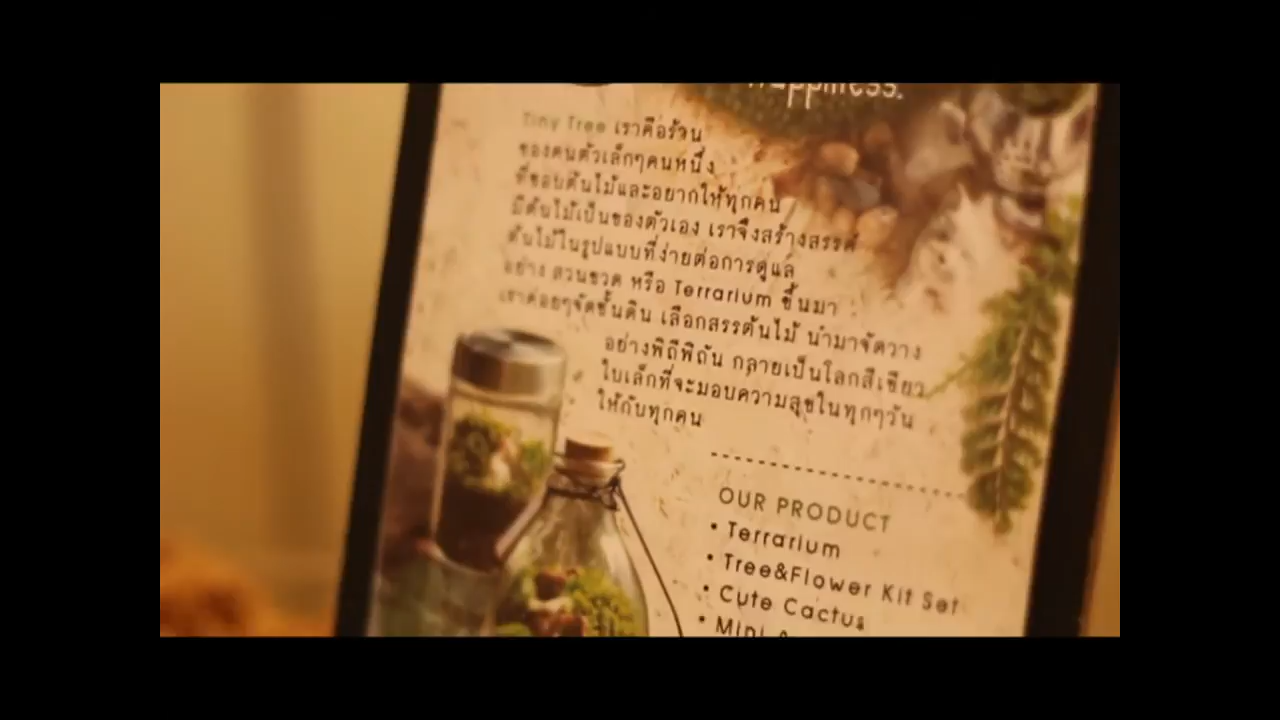 Happiness.
Tiny Tree เราคือร้าน
ของคนตัวเล็กๆคนหนึ่ง
ที่ชอบต้นไม้และอยากให้ทุกคน
มีต้นไม้เป็นของตัวเอง เราจึงสร้างสรรค์
ต้นไม้ในรูปแบบที่ง่ายต่อการดูแล
อย่าง สวนขวด หรือ Terrarium ขึ้นมา
เราค่อยๆจัดชั้นดิน เลือกสรรต้นไม้ นำมาจัดวาง
อย่างพิถีพิถัน กลายเป็นโลกสีเขียว
ใบเล็กที่จะมอบความสุขในทุกๆวัน
ให้กับทุกคน
OUR PRODUCT
• Terrarium
• Tree&Flower Kit Set
• Cute Cactus
• Mini